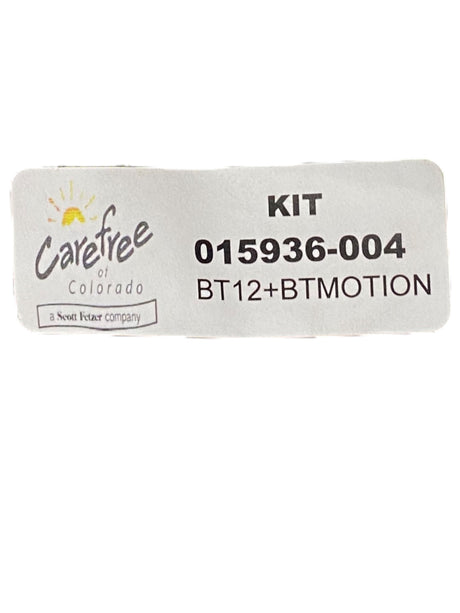 Carefree
of
Colorado
a Scott Fetzer company
KIT
015936-004
BT12+BTMOTION